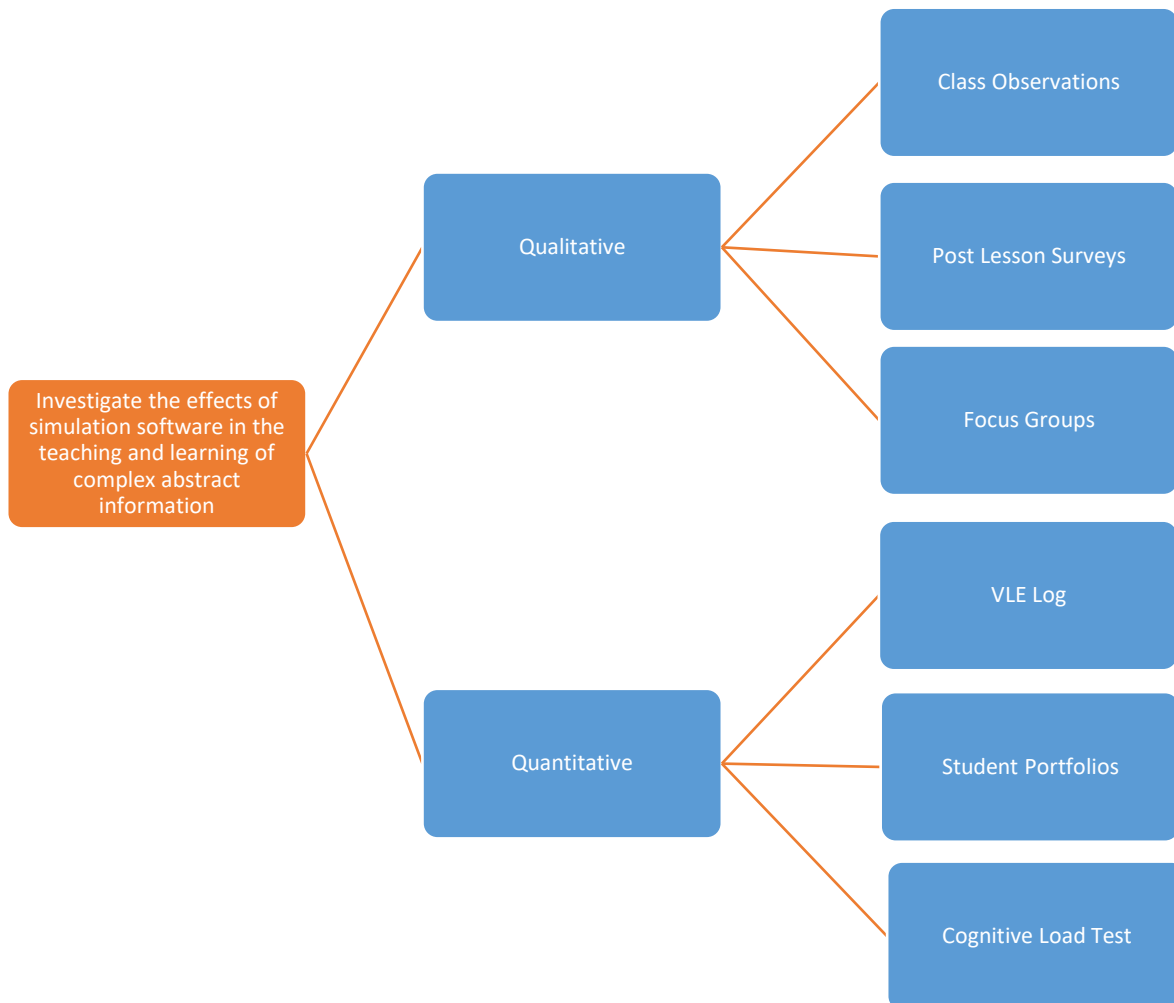 Class Observations
Qualitative
Post Lesson Surveys
Investigate the effects of
simulation software in the
teaching and learning of
complex abstract
information
Focus Groups
VLE Log
Quantitative
Student Portfolios
Cognitive Load Test